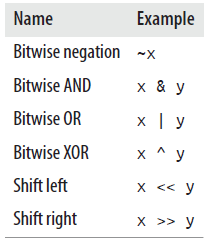 Name Example
Bitwise negation ~x
Bitwise AND x & y
Bitwise OR x | y
Bitwise XOR x ^ y
Shift left x << y
Shift right x >> y